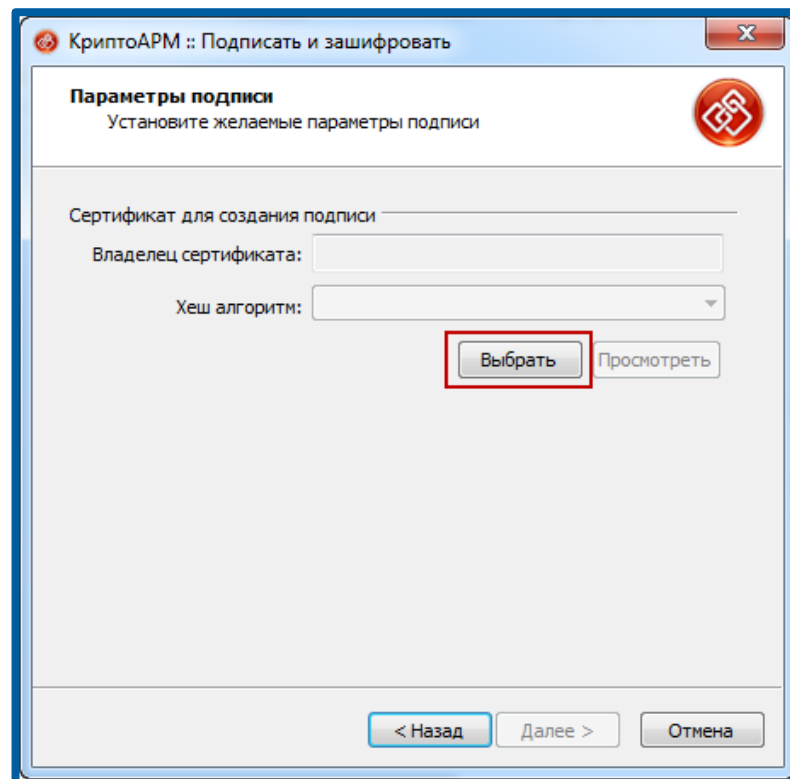 КриптоАРМ :: Подписать и зашифровать
Параметры подписи
Установите желаемые параметры подписи
Сертификат для создания подписи
Владелец сертификата:
Хеш алгоритм:
Выбрать Просмотреть
< Назад Далее > Отмена